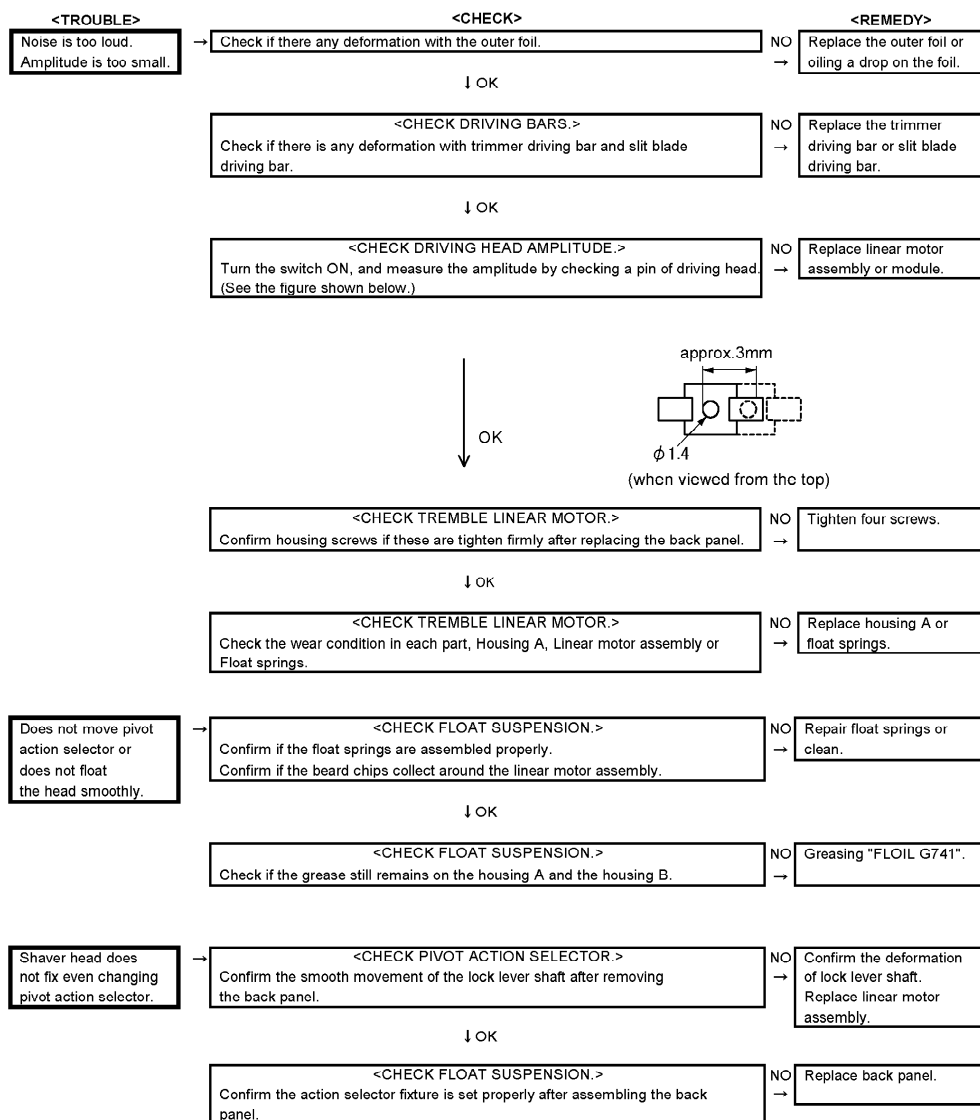 <TROUBLE> <CHECK> <REMEDY>
Noise is too loud.
Amplitude is too small.
→ Check if there any deformation with the outer foil.
NO →
Replace the outer foil or
oiling a drop on the foil.
↓ OK
<CHECK DRIVING BARS.>
Check if there is any deformation with trimmer driving bar and slit blade
driving bar.
NO →
Replace the trimmer
driving bar or slit blade
driving bar.
↓ OK
<CHECK DRIVING HEAD AMPLITUDE.>
Turn the switch ON, and measure the amplitude by checking a pin of driving head.
(See the figure shown below.)
NO →
Replace linear motor
assembly or module.
approx.3mm
OK
φ1.4
(when viewed from the top)
<CHECK TREMBLE LINEAR MOTOR.>
Confirm housing screws if these are tighten firmly after replacing the back panel.
NO →
Tighten four screws.
↓ OK
<CHECK TREMBLE LINEAR MOTOR.>
Check the wear condition in each part, Housing A, Linear motor assembly or
Float springs.
NO →
Replace housing A or
float springs.
Does not move pivot
action selector or
does not float
the head smoothly.
→ <CHECK FLOAT SUSPENSION.>
Confirm if the float springs are assembled properly.
Confirm if the beard chips collect around the linear motor assembly.
NO →
Repair float springs or
clean.
↓ OK
<CHECK FLOAT SUSPENSION.>
Check if the grease still remains on the housing A and the housing B.
NO →
Greasing "FLOIL G741".
Shaver head does
not fix even changing
pivot action selector.
→ <CHECK PIVOT ACTION SELECTOR.>
Confirm the smooth movement of the lock lever shaft after removing
the back panel.
NO →
Confirm the deformation
of lock lever shaft.
Replace linear motor
assembly.
↓ OK
<CHECK FLOAT SUSPENSION.>
Confirm the action selector fixture is set properly after assembling the back
panel.
NO →
Replace back panel.